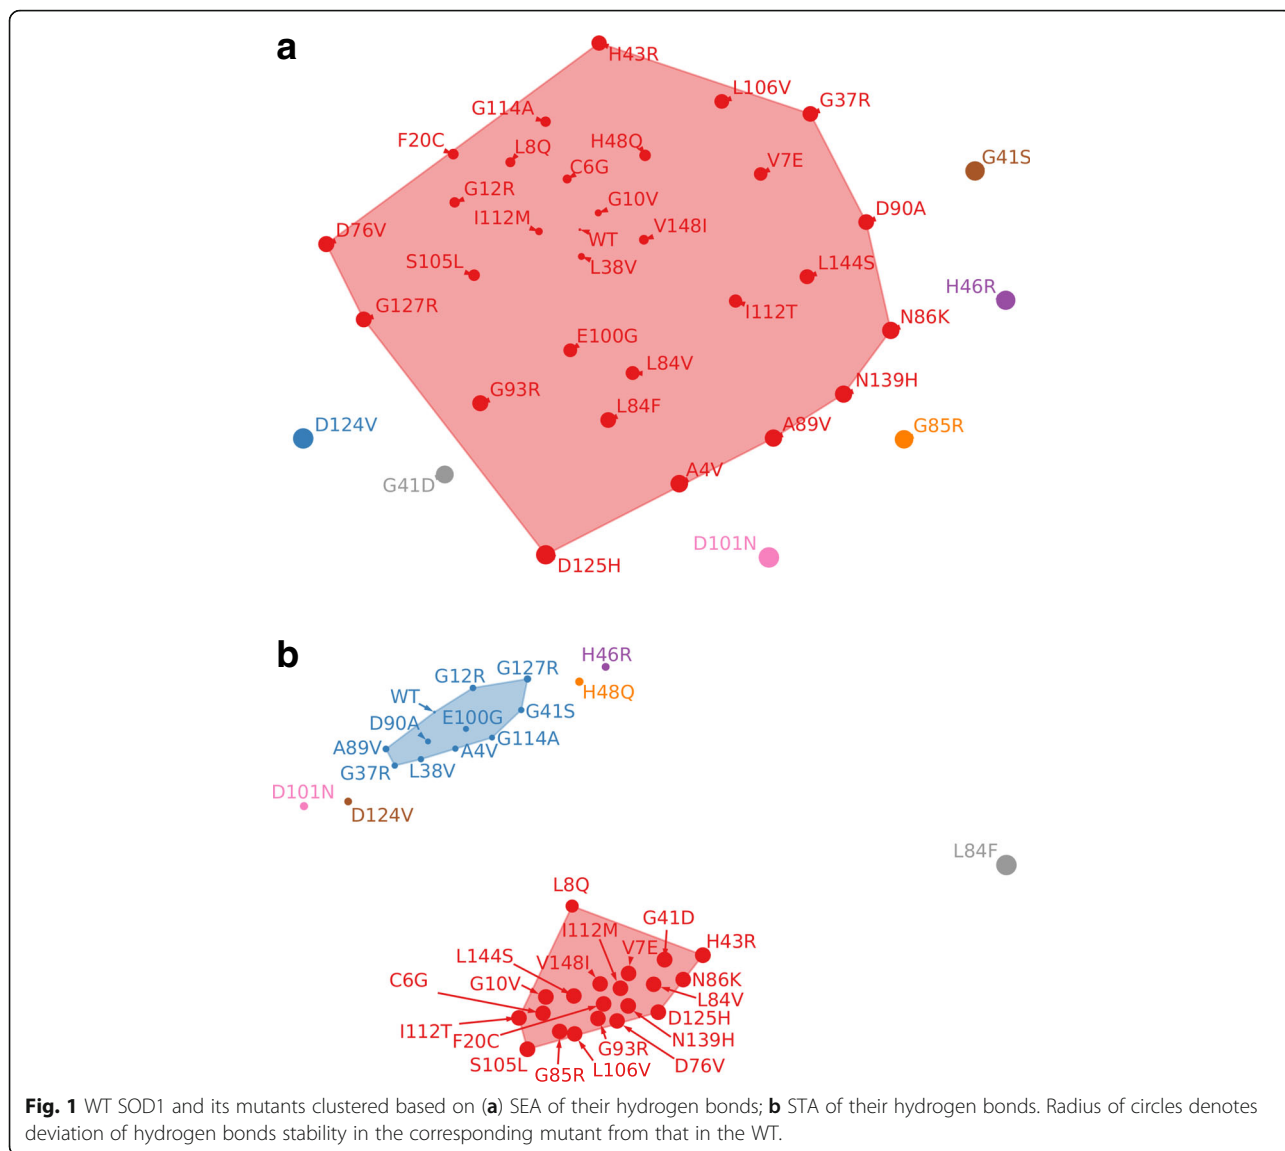 a
H43R
L106V
G37R
G114A
F20C
L8Q
H48Q
V7E
G41S
C6G
G12R
G10V
D90A
I112M
WT
V148I
D76V
S105L
L38V
L144S
H46R
G127R
I112T
N86K
E100G
L84V
N139H
G93R
L84F
D124V
A89V
G85R
A4V
G41D
D101N
D125H
b
H46R
G127R
G12R
H48Q
WT
E100G
G41S
D90A
G114A
A89V
A4V
G37R
L38V
D101N
D124V
L84F
L8Q
G41D
I112M
V7E
H43R
L144S
V148I
C6G
G10V
N86K
L84V
D125H
I112T
F20C
N139H
G93R
S105L
L106V
D76V
G85R
Fig. 1 WT SOD1 and its mutants clustered based on (a) SEA of their hydrogen bonds; b STA of their hydrogen bonds. Radius of circles denotes
deviation of hydrogen bonds stability in the corresponding mutant from that in the WT.